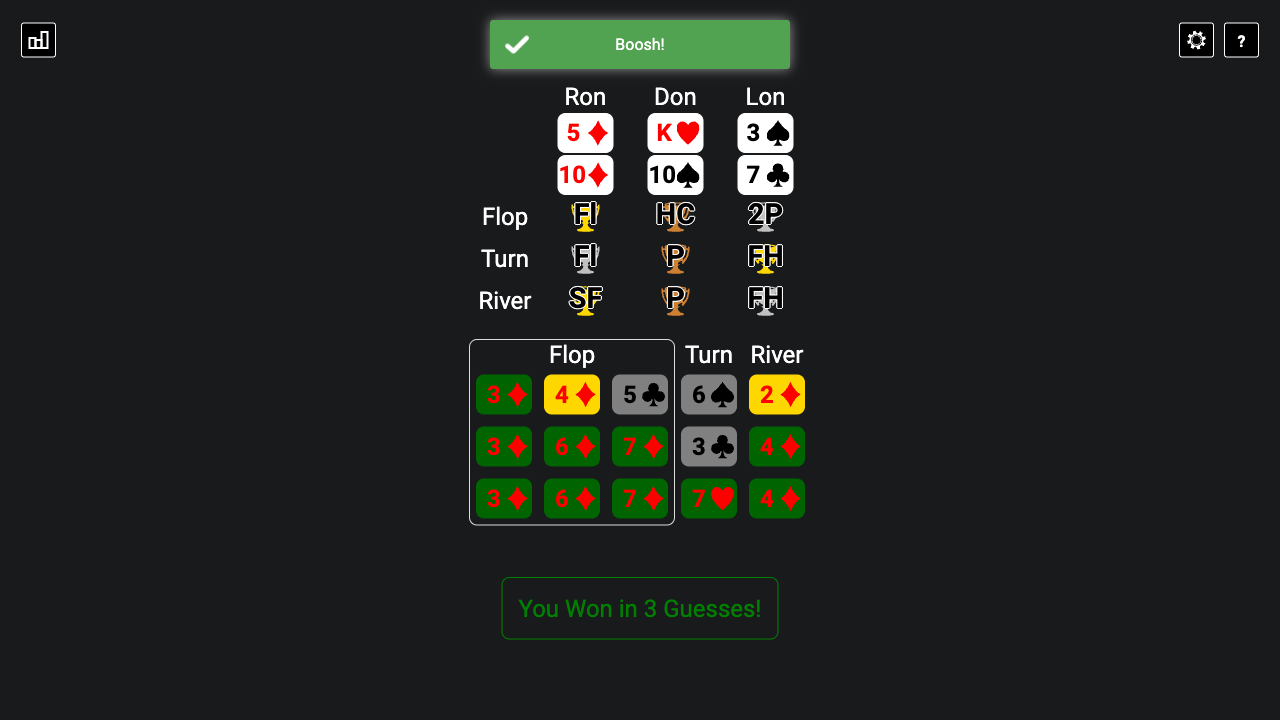 Boosh!
?
Ron Don Lon
5♦ K♥ 3♠
10♦ 10♠ 7♣
Flop Fl HC 2P
Turn Fl P FH
River SF P FH
Flop Turn River
3♦ 4♦ 5♣ 6♠ 2♦
3♦ 6♦ 7♦ 3♣ 4♦
3♦ 6♦ 7♦ 7♥ 4♦
You Won in 3 Guesses!